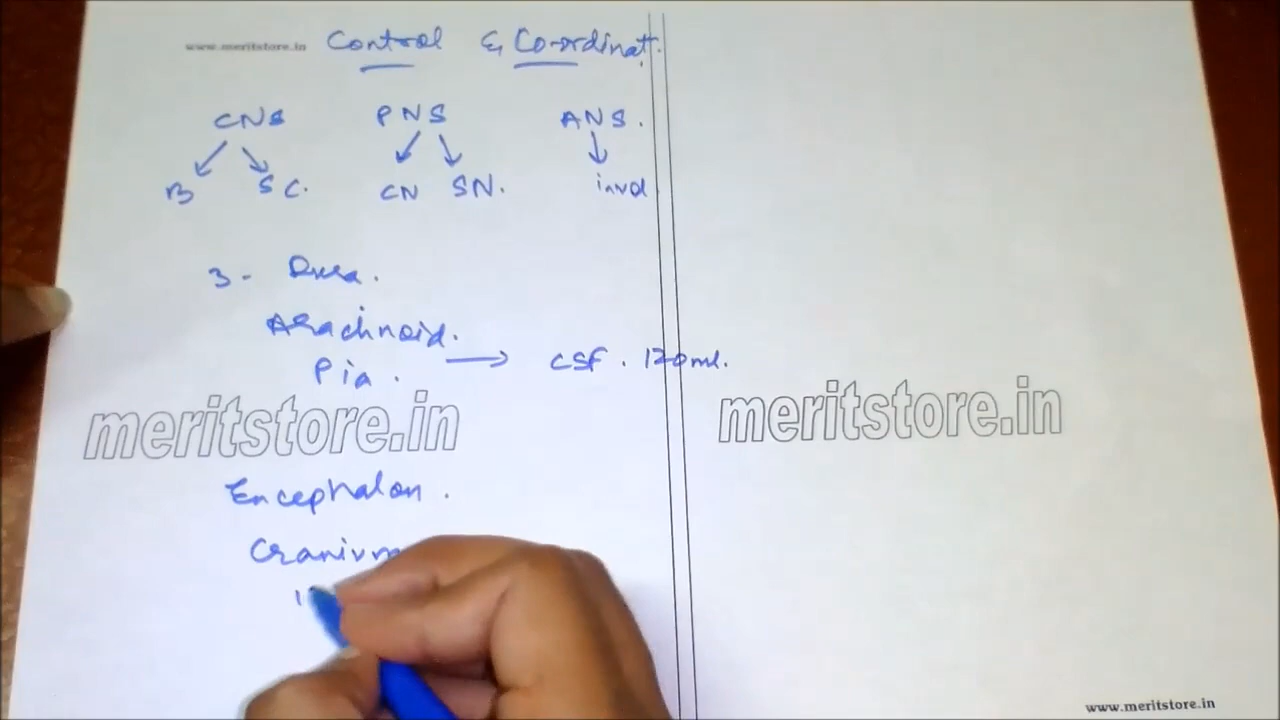 www.meritstore.in Control & Co-ordinat.
CNS PNS ANS.
B SC. CN SN. invol
3 - Dura.
Arachnoid.
Pia. → CSF. 120ml.
meritstore.in meritstore.in
Encephalon.
Cranium
www.meritstore.in